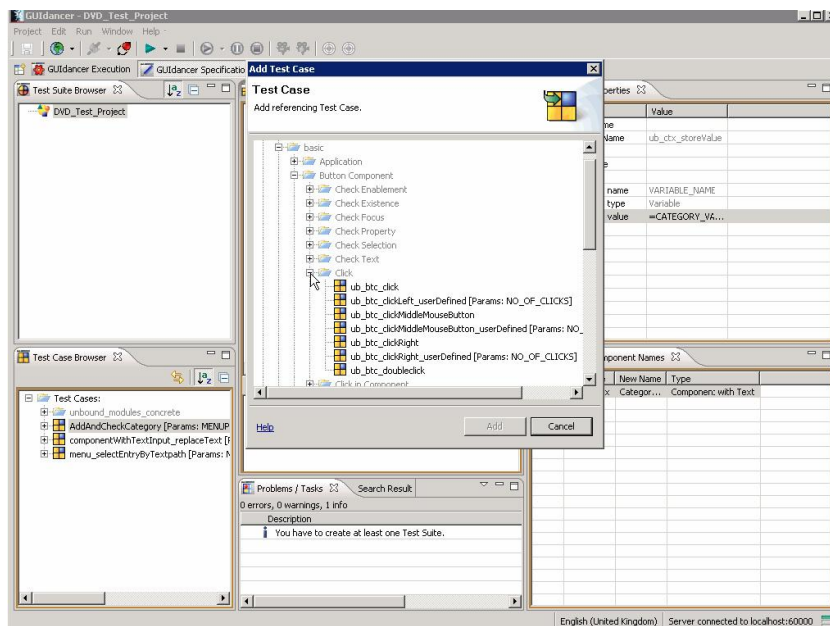 GUIdancer - DVD_Test_Project
Project Edit Run Window Help
GUIdancer Execution GUIdancer Specificatio
Test Suite Browser
DVD_Test_Project
Add Test Case
Test Case
Add referencing Test Case.
basic
Application
Button Component
Check Enablement
Check Existence
Check Focus
Check Property
Check Selection
Check Text
Click
ub_btc_click
ub_btc_clickLeft_userDefined [Params: NO_OF_CLICKS]
ub_btc_clickMiddleMouseButton
ub_btc_clickMiddleMouseButton_userDefined [Params: NO_
ub_btc_clickRight
ub_btc_clickRight_userDefined [Params: NO_OF_CLICKS]
ub_btc_doubleclick
Click in Component
Help Add Cancel
perties
Value
me
Name ub_ctx_storeValue
e
name VARIABLE_NAME
type Variable
value =CATEGORY_VA...
Test Case Browser
Test Cases:
unbound_modules_concrete
AddAndCheckCategory [Params: MENUP
componentWithTextInput_replaceText [F
menu_selectEntryByTextpath [Params: M
mponent Names
New Name Type
x Categor... Component with Text
Problems / Tasks Search Result
0 errors, 0 warnings, 1 info
Description
You have to create at least one Test Suite.
English (United Kingdom) Server connected to localhost:60000